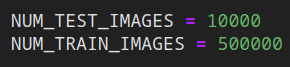 NUM_TEST_IMAGES = 10000
NUM_TRAIN_IMAGES = 500000